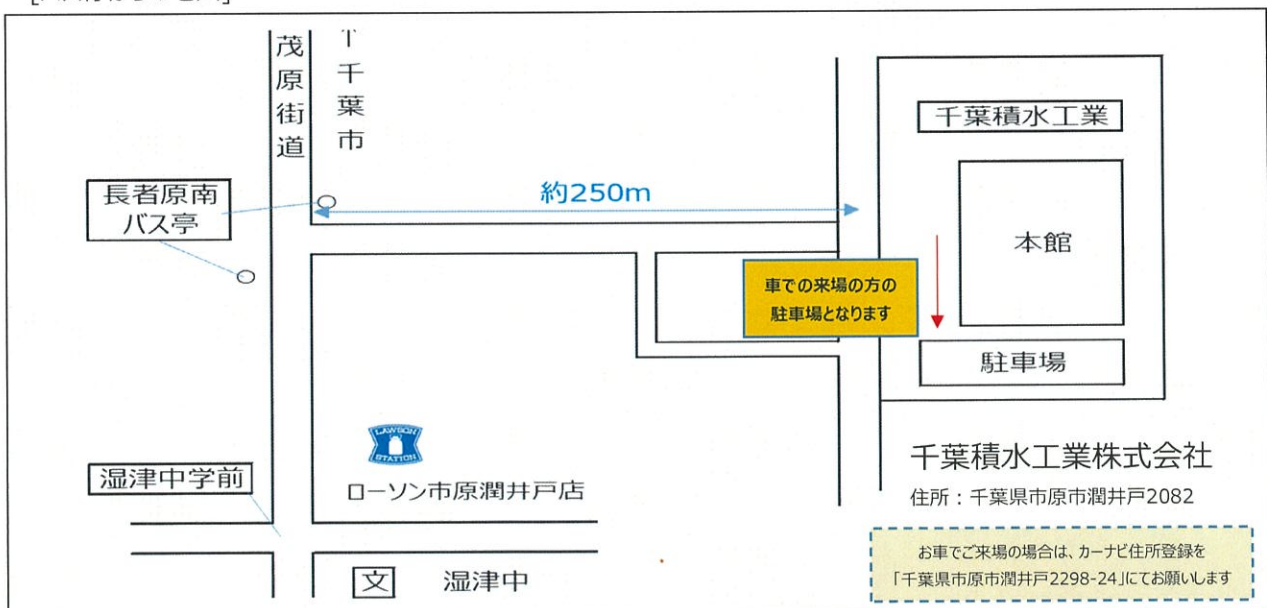 茂原街道
↑千葉市
千葉積水工業
長者原南
バス亭
約250m
本館
車での来場の方の
駐車場となります
駐車場
LAWSON
STATION
千葉積水工業株式会社
湿津中学前
ローソン市原潤井戸店
住所：千葉県市原市潤井戸2082
お車でご来場の場合は、カーナビ住所登録を
「千葉県市原市潤井戸2298-24」にてお願いします
文 湿津中